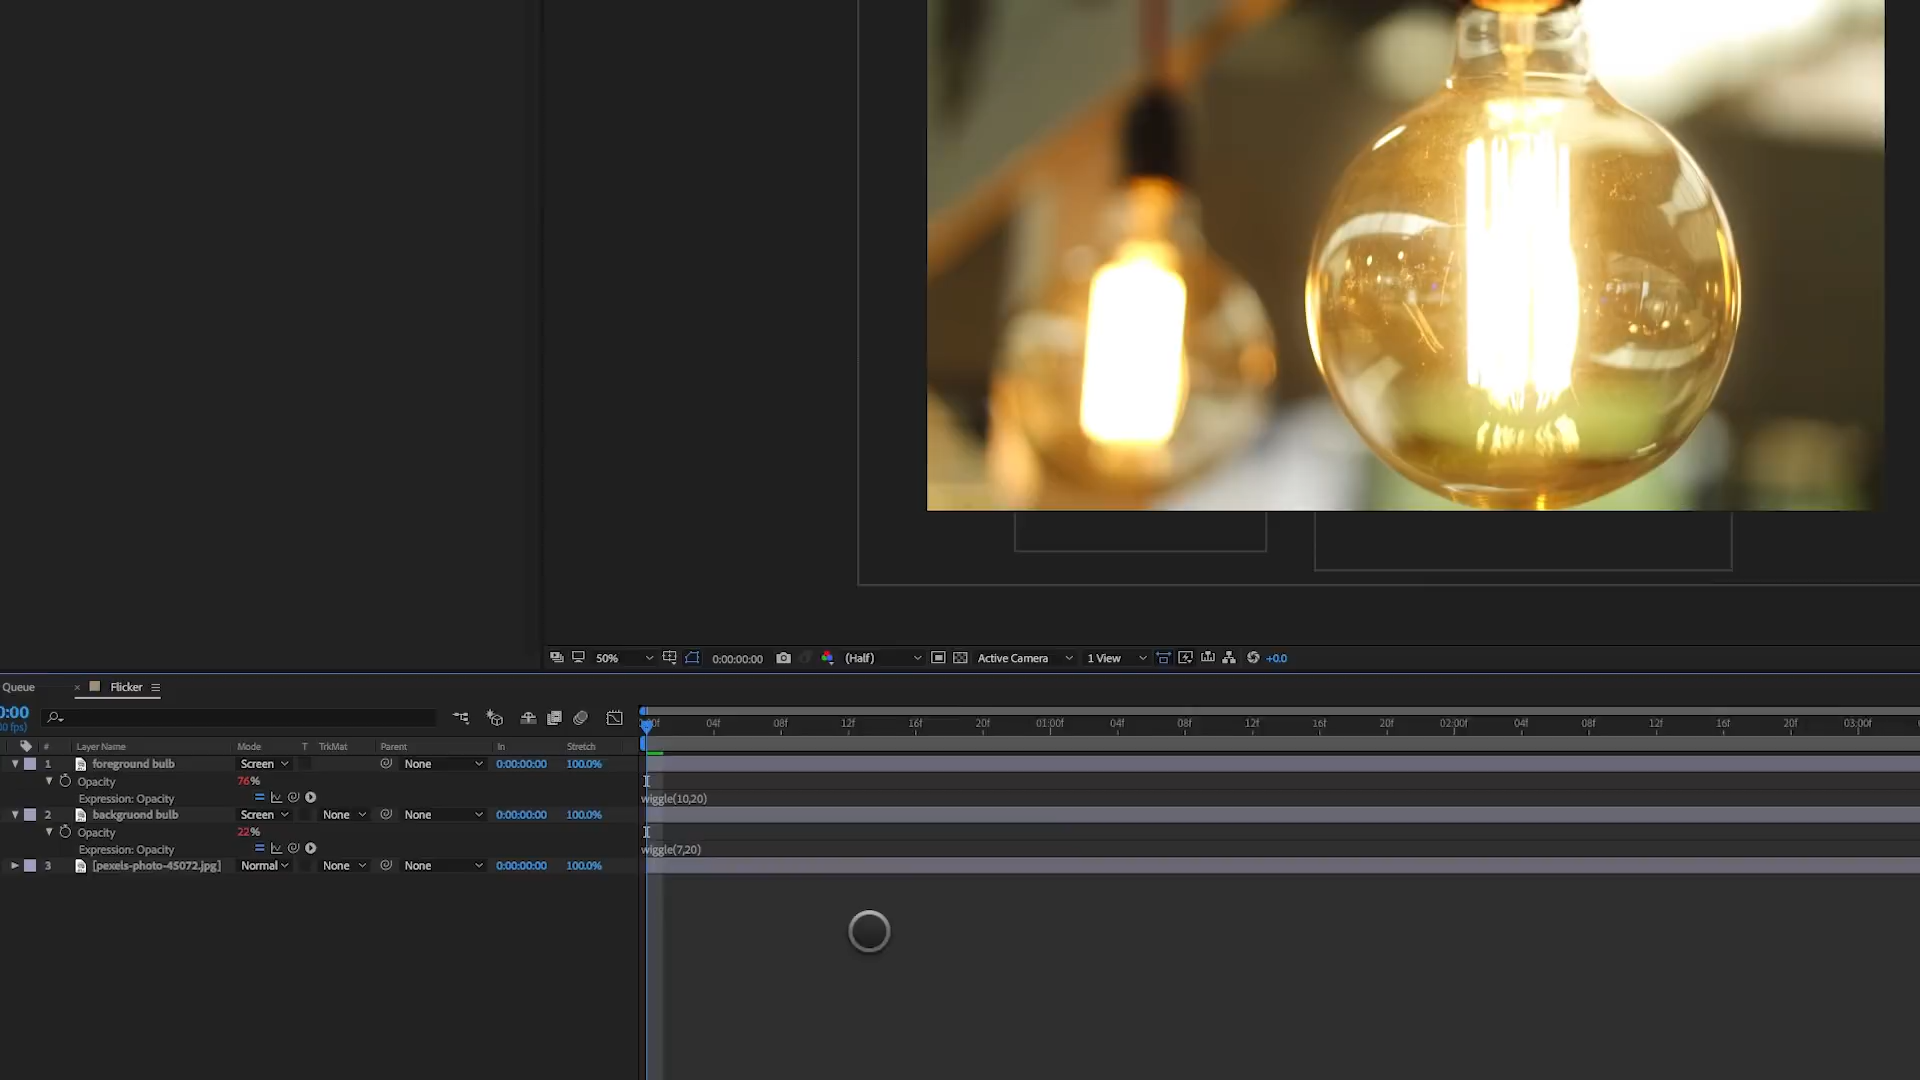 50% 0:00:00:00 (Half) Active Camera 1 View +0.0
Queue × Flicker
0:00
00 fps)
:00f 04f 08f 12f 16f 20f 01:00f 04f 08f 12f 16f 20f 02:00f 04f 08f 12f 16f 20f 03:00f
# Layer Name Mode T TrkMat Parent In Stretch
1 foreground bulb Screen None 0:00:00:00 100.0%
Opacity 76%
Expression: Opacity wiggle(10,20)
2 backgruond bulb Screen None None 0:00:00:00 100.0%
Opacity 22%
Expression: Opacity wiggle(7,20)
3 [pexels-photo-45072.jpg] Normal None None 0:00:00:00 100.0%